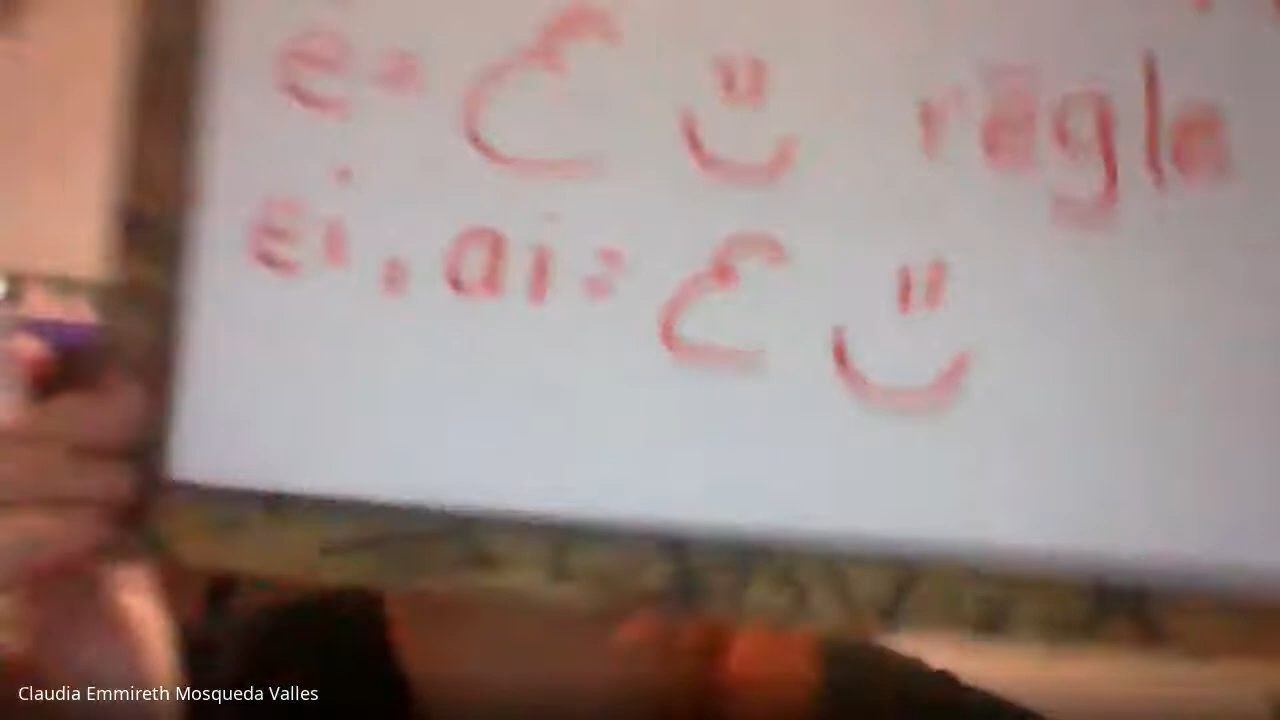 e = Ɛ règle
Ei, ai = Ɛ
Claudia Emmireth Mosqueda Valles